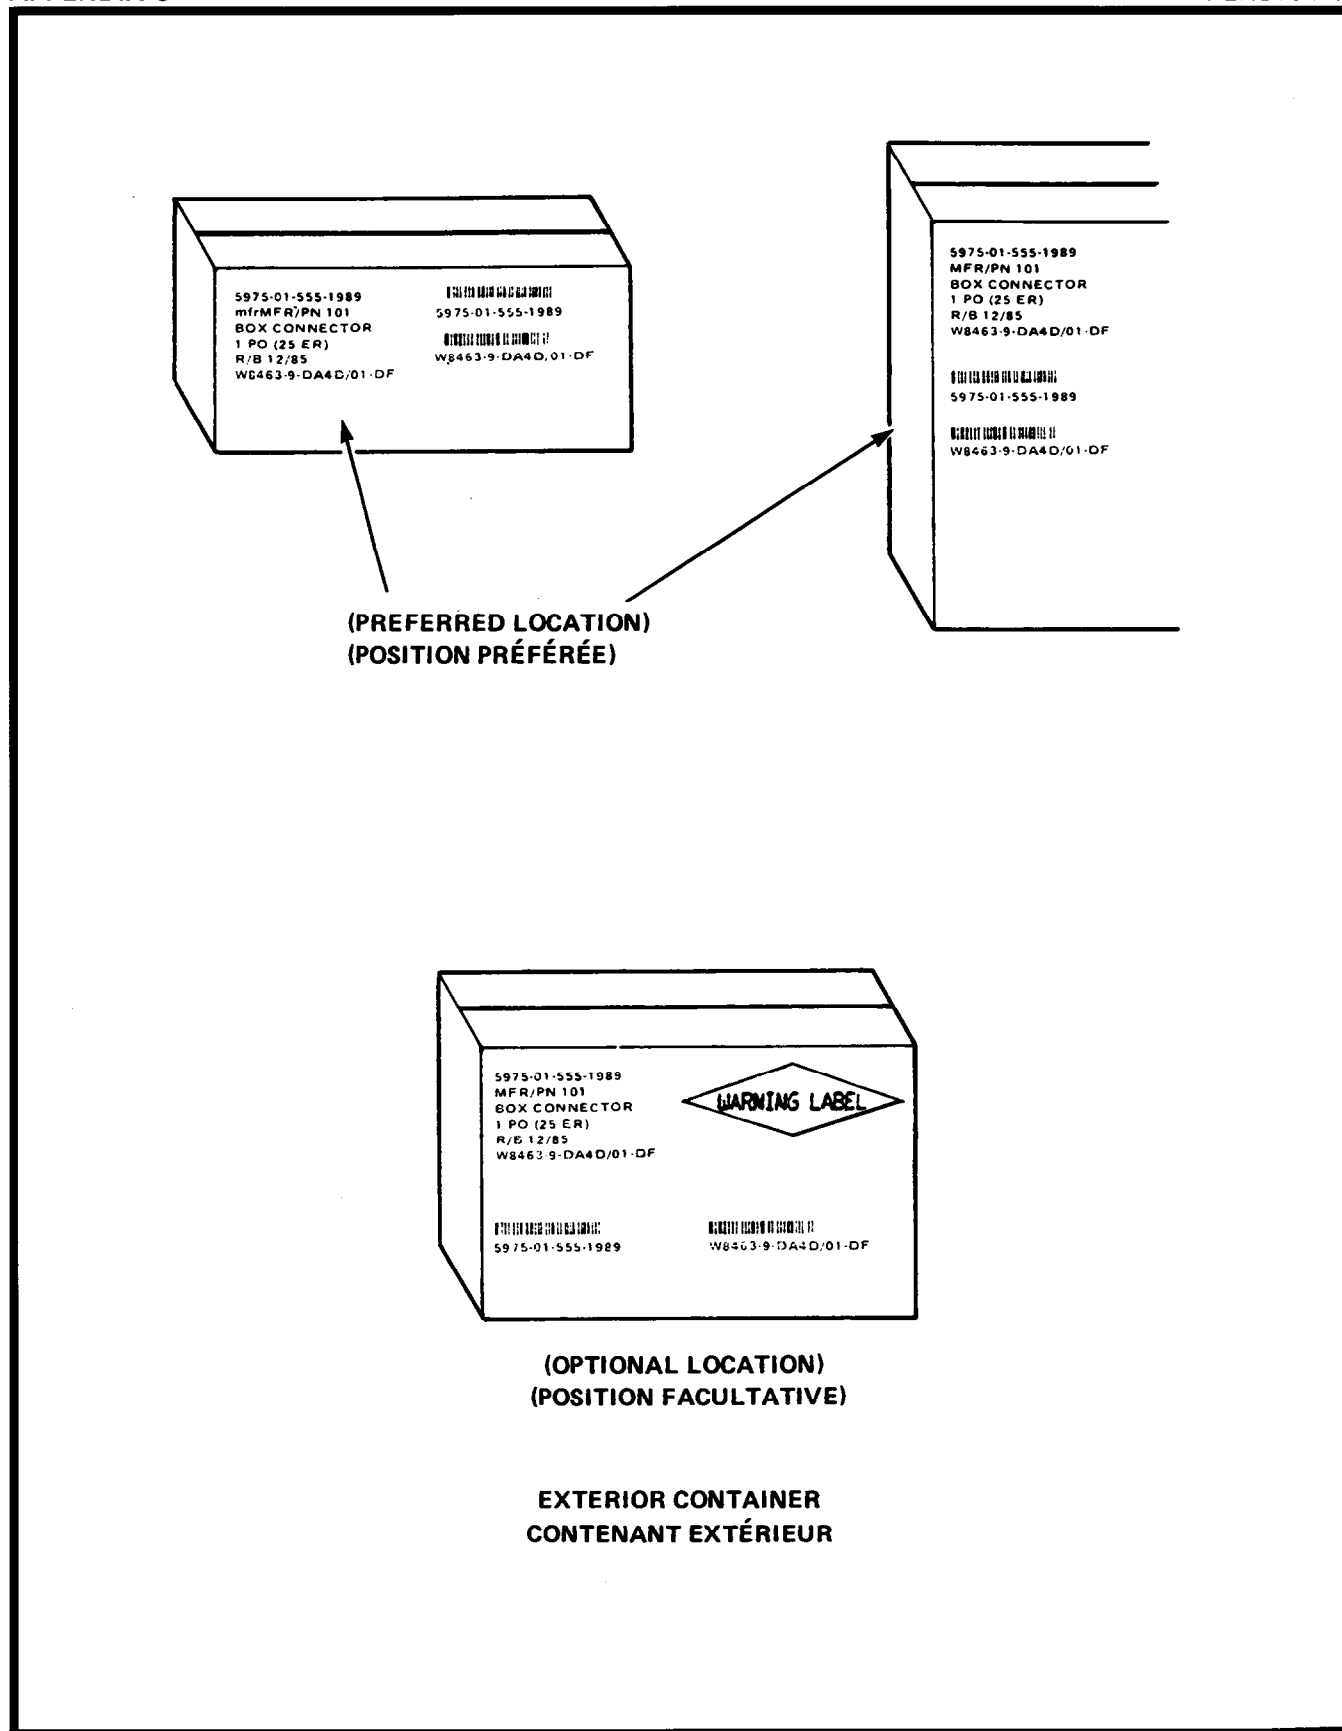 5975-01-555-1989
mfrMFR/PN 101
BOX CONNECTOR
1 PO (25 ER)
R/B 12/85
W8463-9-DA4D/01-DF
5975-01-555-1989
W8463-9-DA4D/01-DF
5975-01-555-1989
MFR/PN 101
BOX CONNECTOR
1 PO (25 ER)
R/B 12/85
W8463-9-DA4D/01-DF
5975-01-555-1989
W8463-9-DA4D/01-DF
(PREFERRED LOCATION)
(POSITION PRÉFÉRÉE)
5975-01-555-1989
MFR/PN 101
BOX CONNECTOR
1 PO (25 ER)
R/B 12/85
W8463-9-DA4D/01-DF
WARNING LABEL
5975-01-555-1989
W8463-9-DA4D/01-DF
(OPTIONAL LOCATION)
(POSITION FACULTATIVE)
EXTERIOR CONTAINER
CONTENANT EXTÉRIEUR